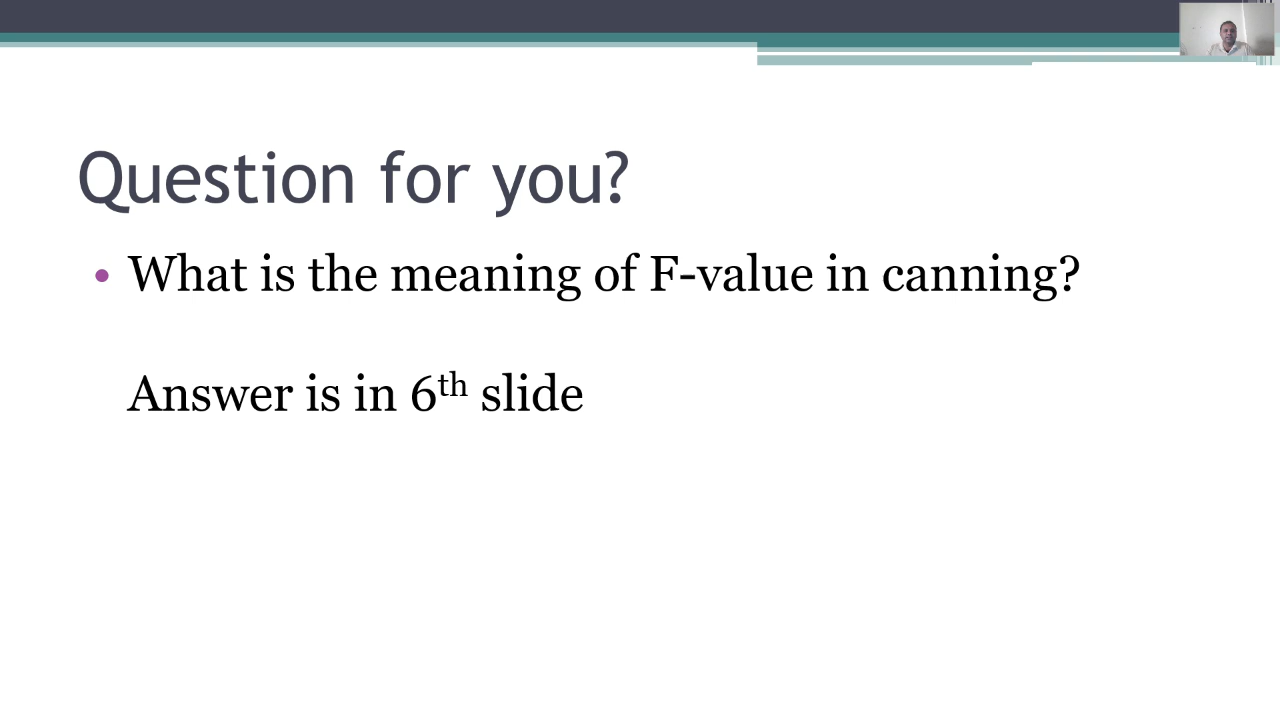 Question for you?
• What is the meaning of F-value in canning?
Answer is in 6th slide